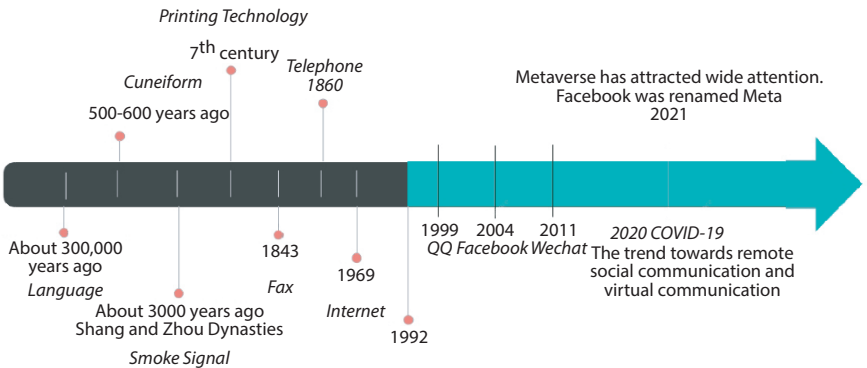 Printing Technology
7th century
Cuneiform
500-600 years ago
Telephone
1860
Metaverse has attracted wide attention.
Facebook was renamed Meta
2021
About 300,000
years ago
Language
About 3000 years ago
Shang and Zhou Dynasties
Smoke Signal
1843
Fax
1969
Internet
1992
1999 2004 2011
QQ Facebook Wechat
2020 COVID-19
The trend towards remote
social communication and
virtual communication